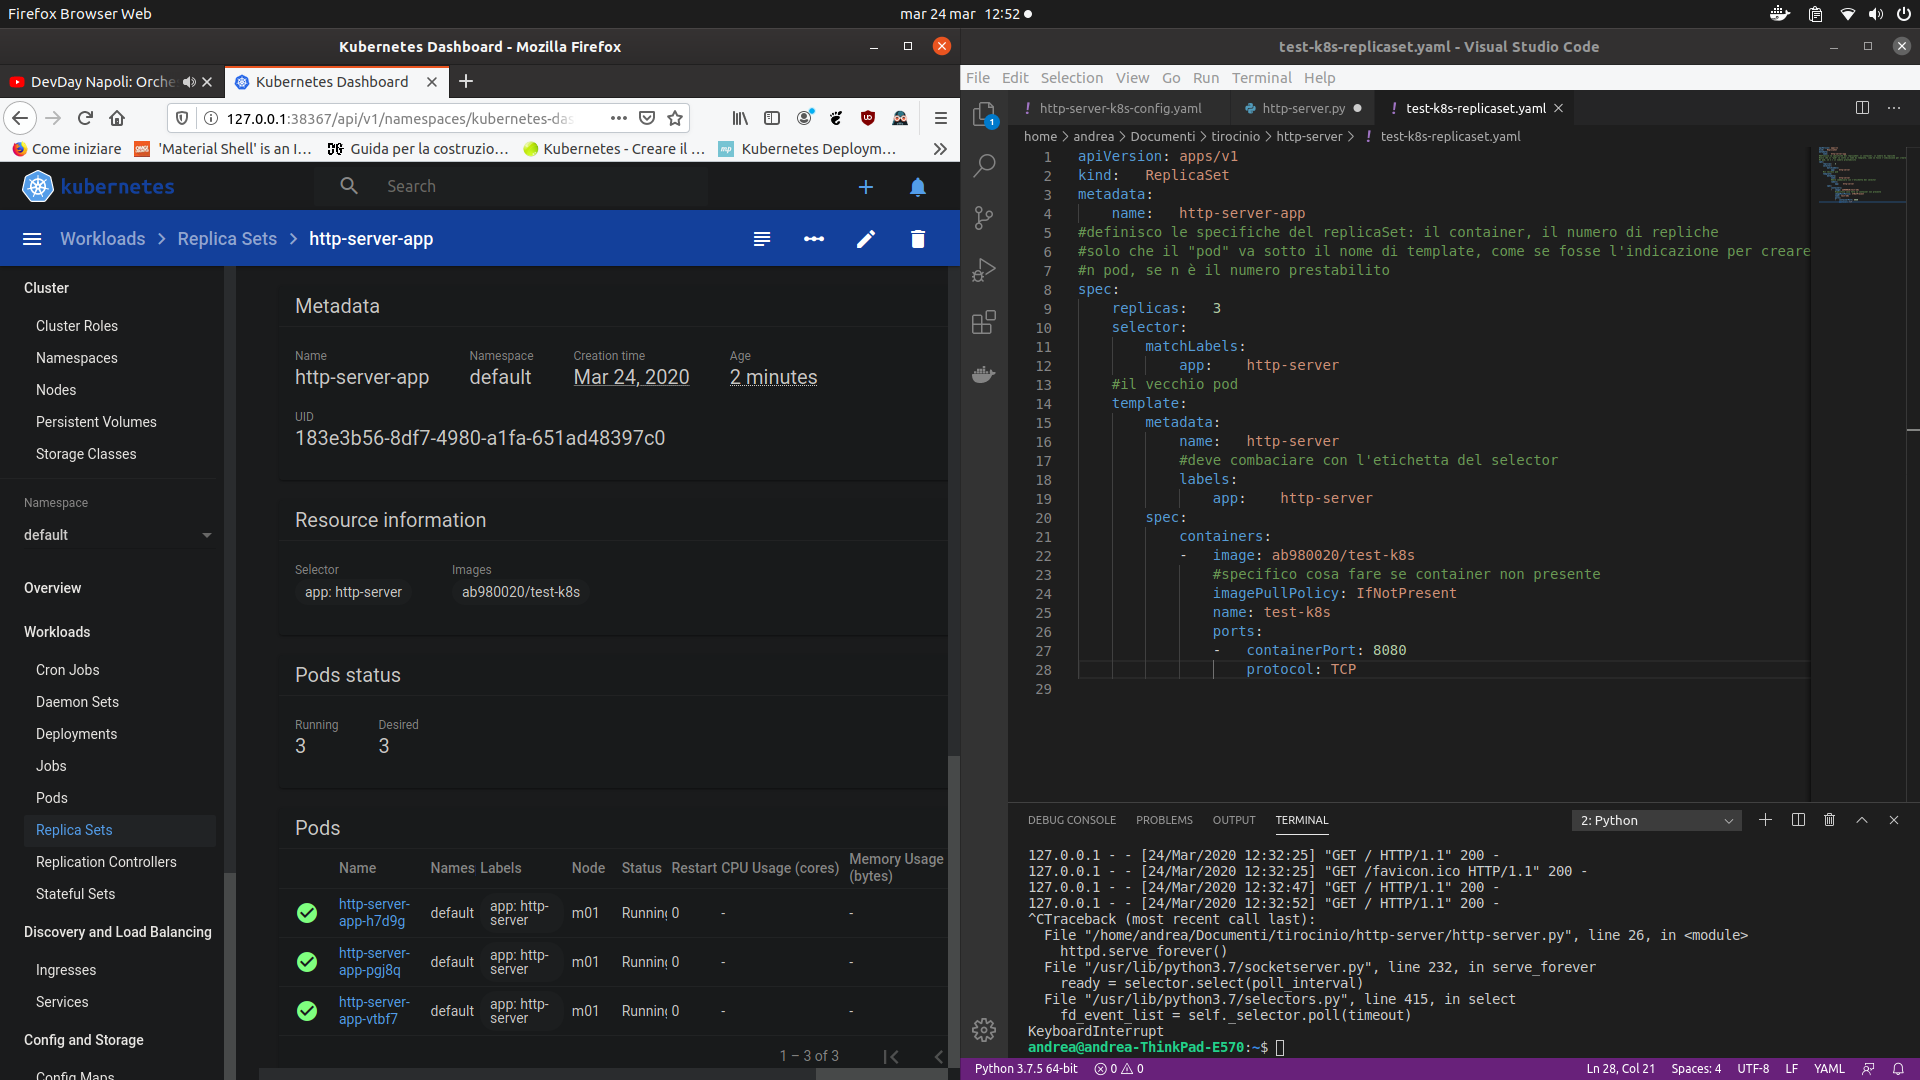 Firefox Browser Web
mar 24 mar 12:52
Kubernetes Dashboard - Mozilla Firefox
DevDay Napoli: Orche
Kubernetes Dashboard
127.0.0.1:38367/api/v1/namespaces/kubernetes-das
Come iniziare
'Material Shell' is an I…
Guida per la costruzio…
Kubernetes - Creare il …
Kubernetes Deploym…
kubernetes
Search
Workloads
Replica Sets
http-server-app
Cluster
Cluster Roles
Namespaces
Nodes
Persistent Volumes
Storage Classes
Namespace
default
Overview
Workloads
Cron Jobs
Daemon Sets
Deployments
Jobs
Pods
Replica Sets
Replication Controllers
Stateful Sets
Discovery and Load Balancing
Ingresses
Services
Config and Storage
Config Maps
Metadata
Name Namespace Creation time Age
http-server-app default Mar 24, 2020 2 minutes
UID
183e3b56-8df7-4980-a1fa-651ad48397c0
Resource information
Selector Images
app: http-server ab980020/test-k8s
Pods status
Running Desired
3 3
Pods
Name Names Labels Node Status Restart CPU Usage (cores) Memory Usage (bytes)
http-server-app-h7d9g default app: http-server m01 Running 0 - -
http-server-app-pgj8q default app: http-server m01 Running 0 - -
http-server-app-vtbf7 default app: http-server m01 Running 0 - -
1 – 3 of 3
test-k8s-replicaset.yaml - Visual Studio Code
File Edit Selection View Go Run Terminal Help
1
! http-server-k8s-config.yaml
http-server.py
! test-k8s-replicaset.yaml
home > andrea > Documenti > tirocinio > http-server > ! test-k8s-replicaset.yaml
1 apiVersion: apps/v1
2 kind: ReplicaSet
3 metadata:
4 name: http-server-app
5 #definisco le specifiche del replicaSet: il container, il numero di repliche
6 #solo che il "pod" va sotto il nome di template, come se fosse l'indicazione per creare
7 #n pod, se n è il numero prestabilito
8 spec:
9 replicas: 3
10 selector:
11 matchLabels:
12 app: http-server
13 #il vecchio pod
14 template:
15 metadata:
16 name: http-server
17 #deve combaciare con l'etichetta del selector
18 labels:
19 app: http-server
20 spec:
21 containers:
22 - image: ab980020/test-k8s
23 #specifico cosa fare se container non presente
24 imagePullPolicy: IfNotPresent
25 name: test-k8s
26 ports:
27 - containerPort: 8080
28 protocol: TCP
29
DEBUG CONSOLE PROBLEMS OUTPUT TERMINAL
2: Python
127.0.0.1 - - [24/Mar/2020 12:32:25] "GET / HTTP/1.1" 200 -
127.0.0.1 - - [24/Mar/2020 12:32:25] "GET /favicon.ico HTTP/1.1" 200 -
127.0.0.1 - - [24/Mar/2020 12:32:47] "GET / HTTP/1.1" 200 -
127.0.0.1 - - [24/Mar/2020 12:32:52] "GET / HTTP/1.1" 200 -
^CTraceback (most recent call last):
File "/home/andrea/Documenti/tirocinio/http-server/http-server.py", line 26, in <module>
httpd.serve_forever()
File "/usr/lib/python3.7/socketserver.py", line 232, in serve_forever
ready = selector.select(poll_interval)
File "/usr/lib/python3.7/selectors.py", line 415, in select
fd_event_list = self._selector.poll(timeout)
KeyboardInterrupt
andrea@andrea-ThinkPad-E570:~$
Python 3.7.5 64-bit 0 0
Ln 28, Col 21 Spaces: 4 UTF-8 LF YAML